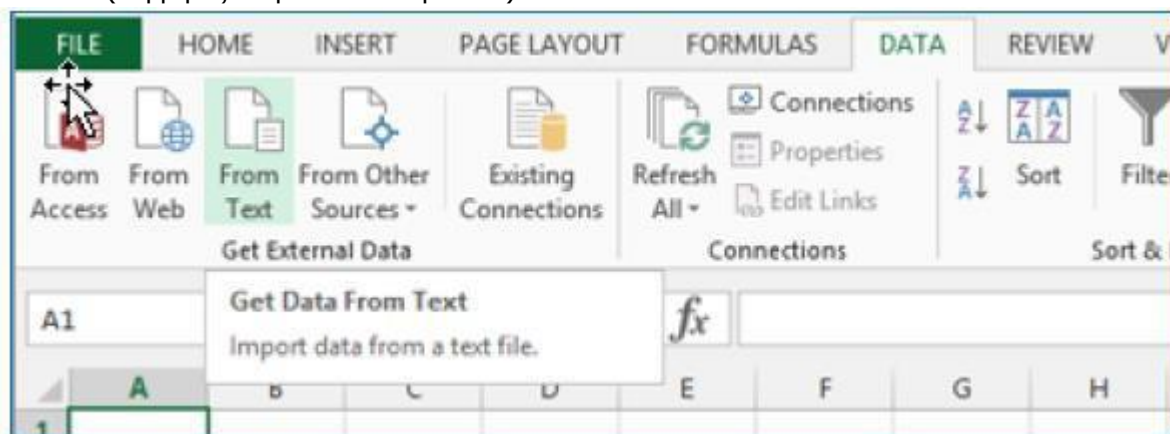 FILE HOME INSERT PAGE LAYOUT FORMULAS DATA REVIEW
From Access
From Web
From Text
From Other Sources
Existing Connections
Refresh All
Connections
Properties
Edit Links
A Z
Z A
Z A
A Z
Sort
Get External Data
Connections
Sort &
Get Data From Text
Import data from a text file.
A1
fx
A B C D E F G H
1